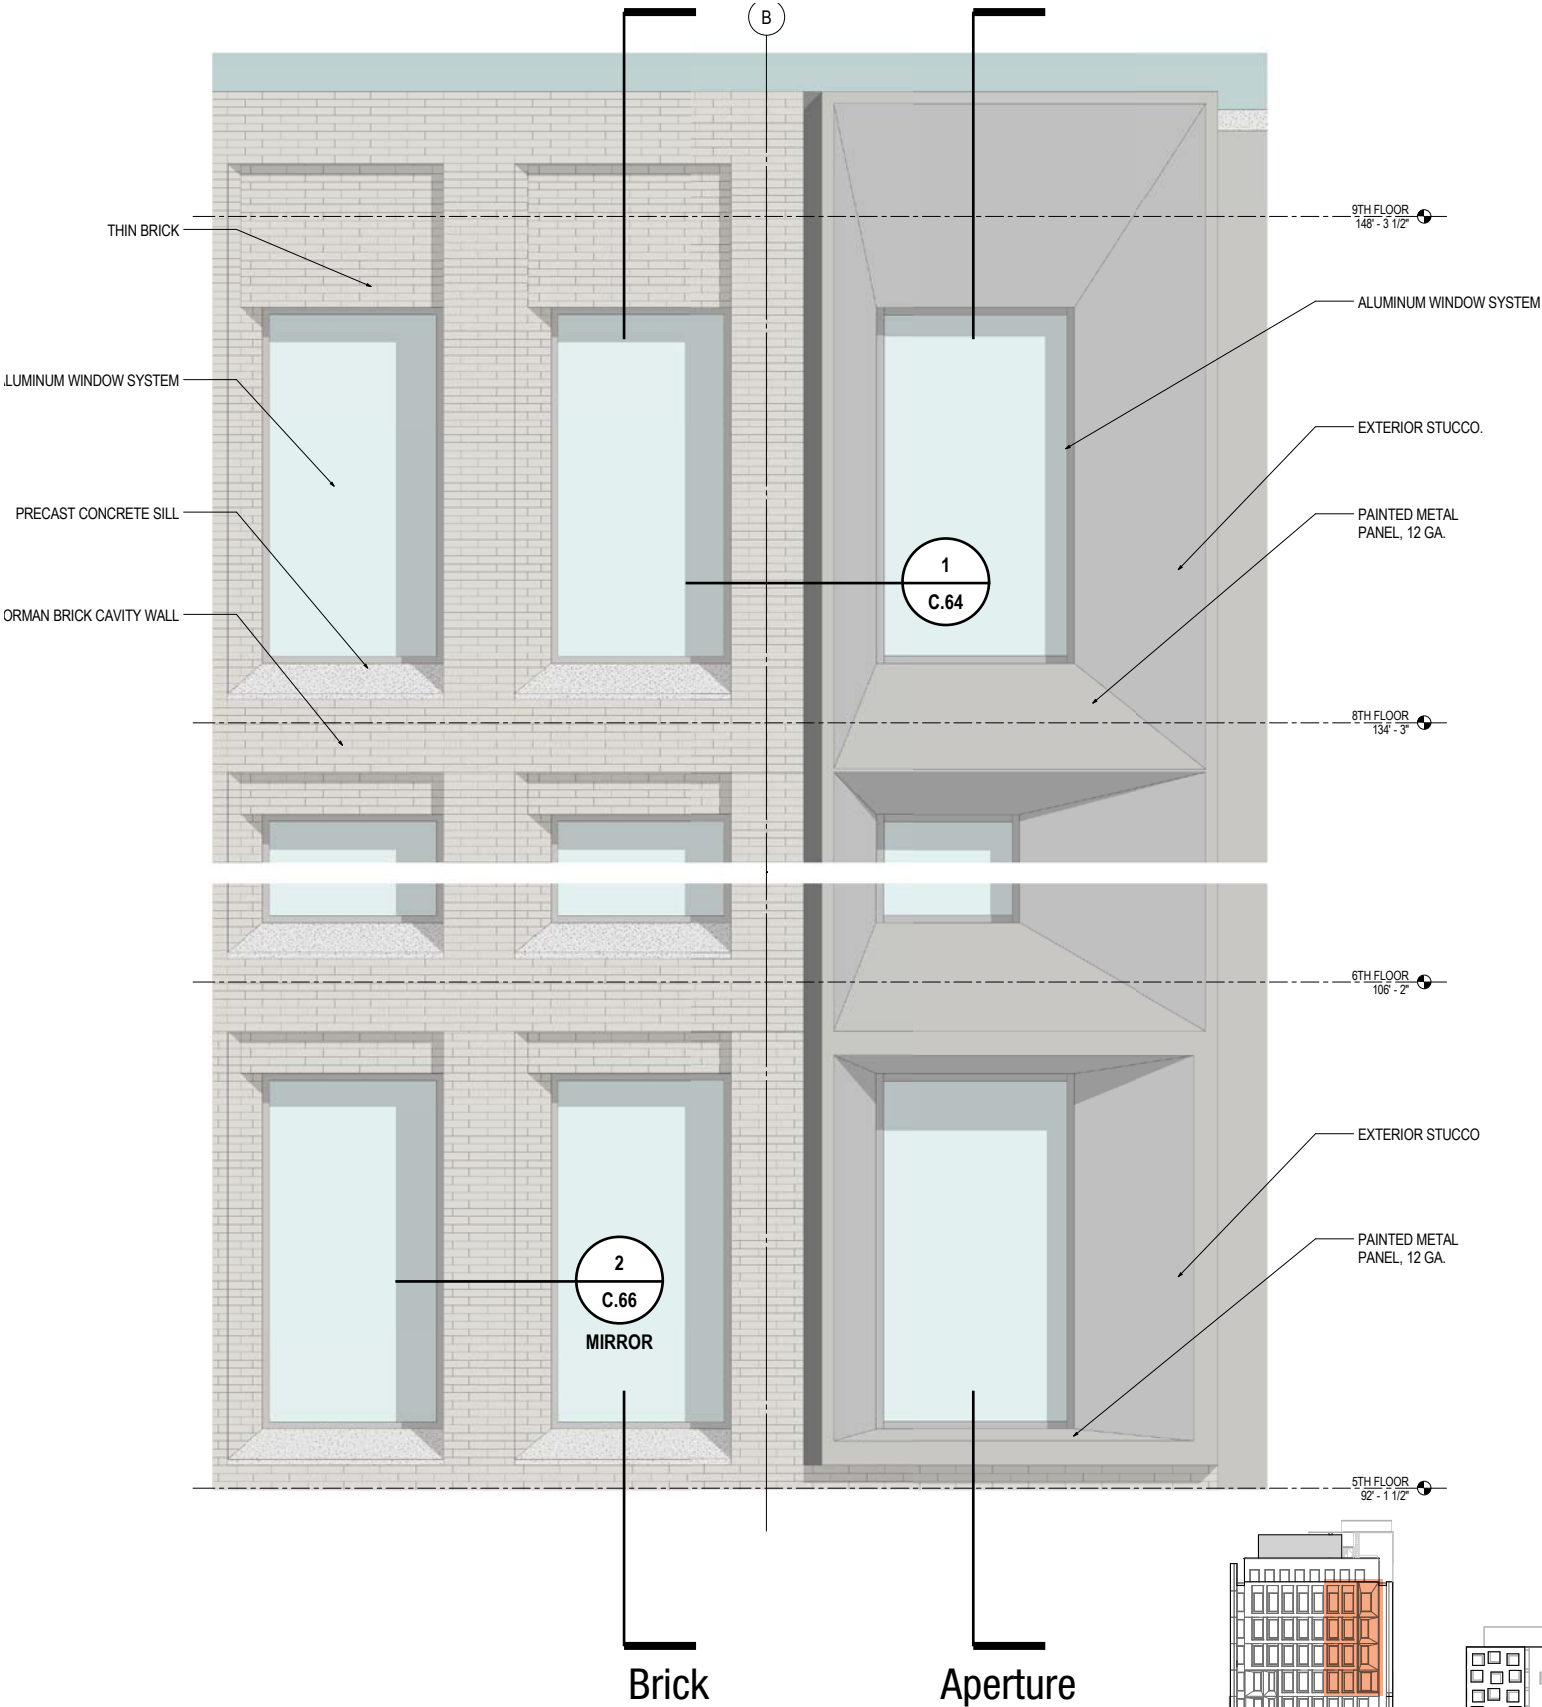 B
9TH FLOOR
148' - 3 1/2"
THIN BRICK
ALUMINUM WINDOW SYSTEM
LUMINUM WINDOW SYSTEM
EXTERIOR STUCCO.
PRECAST CONCRETE SILL
PAINTED METAL
PANEL, 12 GA.
1
C.64
ORMAN BRICK CAVITY WALL
8TH FLOOR
134' - 3"
6TH FLOOR
106' - 2"
EXTERIOR STUCCO
PAINTED METAL
PANEL, 12 GA.
2
C.66
MIRROR
5TH FLOOR
92' - 1 1/2"
Brick
Aperture